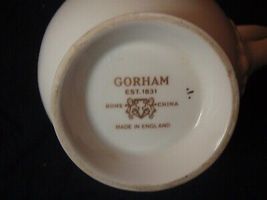 GORHAM
EST. 1831
BONE CHINA
MADE IN ENGLAND